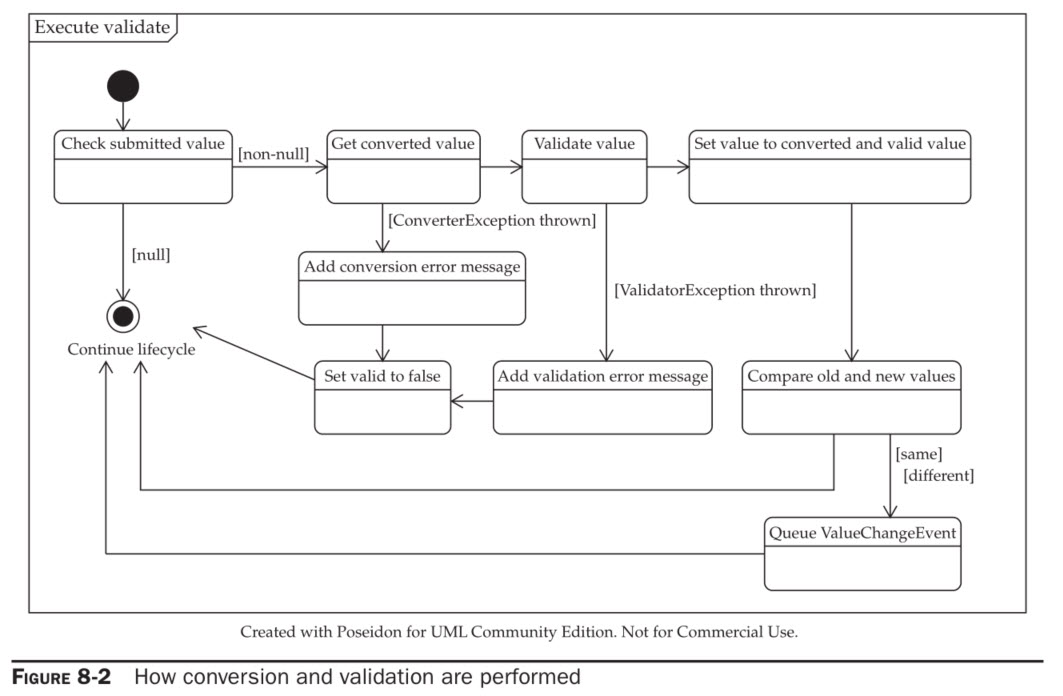 Execute validate
Check submitted value
[non-null]
Get converted value
Validate value
Set value to converted and valid value
[ConverterException thrown]
[null]
Add conversion error message
[ValidatorException thrown]
Continue lifecycle
Set valid to false
Add validation error message
Compare old and new values
[same]
[different]
Queue ValueChangeEvent
Created with Poseidon for UML Community Edition. Not for Commercial Use.
FIGURE 8-2 How conversion and validation are performed